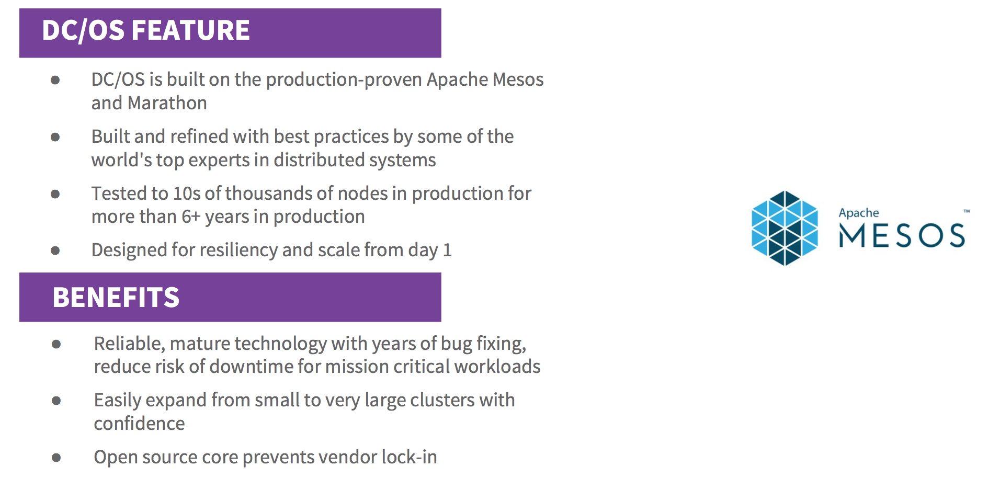 DC/OS FEATURE
● DC/OS is built on the production-proven Apache Mesos
and Marathon
● Built and refined with best practices by some of the
world's top experts in distributed systems
● Tested to 10s of thousands of nodes in production for
more than 6+ years in production
● Designed for resiliency and scale from day 1
BENEFITS
● Reliable, mature technology with years of bug fixing,
reduce risk of downtime for mission critical workloads
● Easily expand from small to very large clusters with
confidence
● Open source core prevents vendor lock-in
Apache
MESOS™